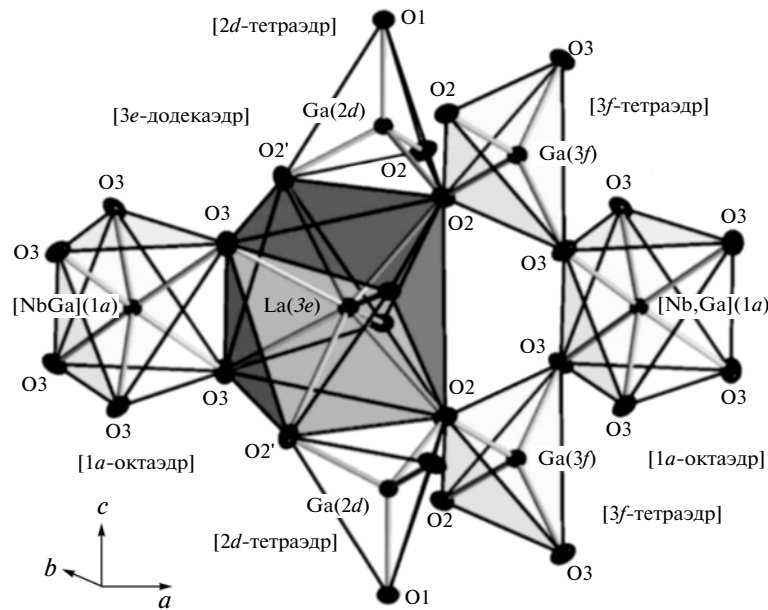 [2d-тетраэдр]
O1
O3
O2
[3f-тетраэдр]
[3e-додекаэдр]
Ga(2d)
O2'
O2
Ga(3f)
O3
O3
O2
O3
O3
O3
O3
[NbGa](1a)
La(3e)
[Nb,Ga](1a)
O3
O3
O3
O2
O3
O3
O3
[1a-октаэдр]
O2'
Ga(3f)
[1a-октаэдр]
Ga(2d)
O2
[3f-тетраэдр]
c
[2d-тетраэдр]
O3
b
a
O1